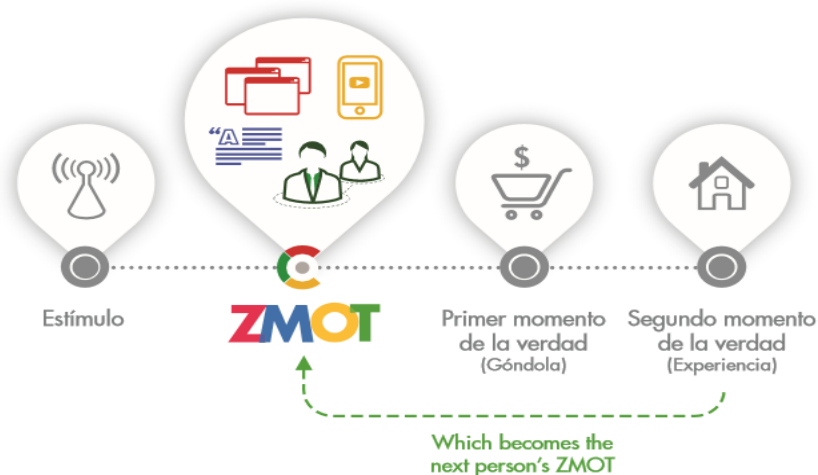 “A
$
Estímulo
ZMOT
Primer momento
de la verdad
(Góndola)
Segundo momento
de la verdad
(Experiencia)
Which becomes the
next person's ZMOT